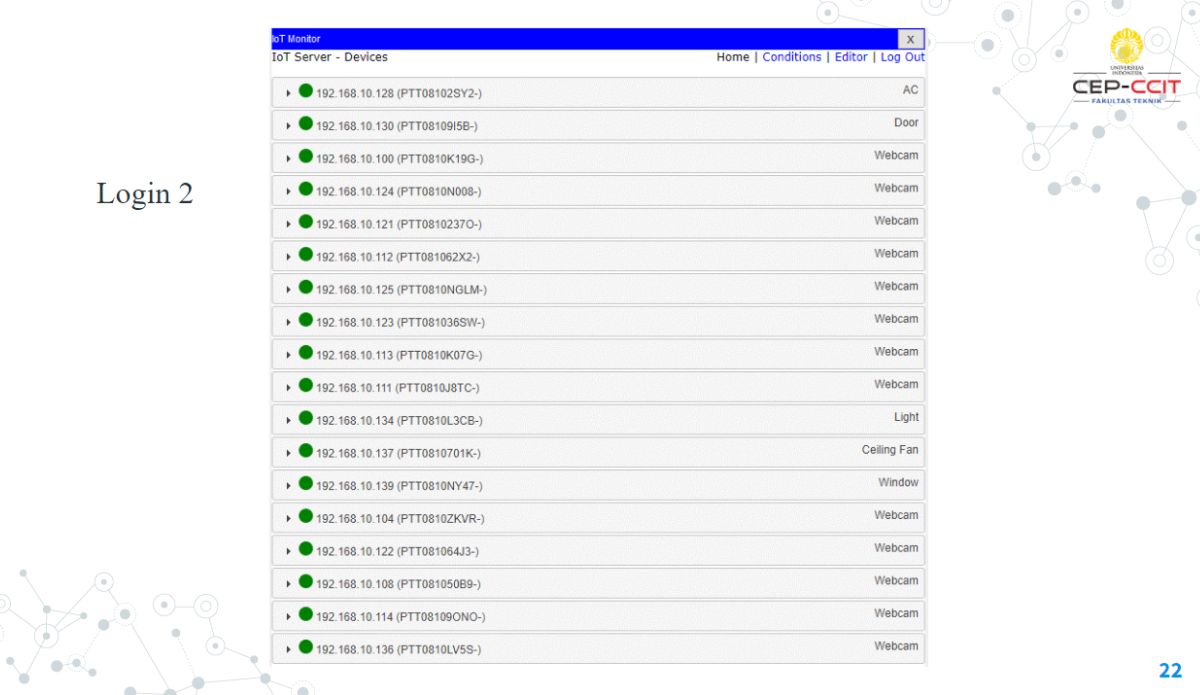 IoT Monitor X
IoT Server - Devices Home | Conditions | Editor | Log Out
192.168.10.128 (PTT08102SY2-) AC
192.168.10.130 (PTT08109I5B-) Door
192.168.10.100 (PTT0810K19G-) Webcam
192.168.10.124 (PTT0810N008-) Webcam
192.168.10.121 (PTT0810237O-) Webcam
192.168.10.112 (PTT081062X2-) Webcam
192.168.10.125 (PTT0810NGLM-) Webcam
192.168.10.123 (PTT081036SW-) Webcam
192.168.10.113 (PTT0810K07G-) Webcam
192.168.10.111 (PTT0810J8TC-) Webcam
192.168.10.134 (PTT0810L3CB-) Light
192.168.10.137 (PTT0810701K-) Ceiling Fan
192.168.10.139 (PTT0810NY47-) Window
192.168.10.104 (PTT0810ZKVR-) Webcam
192.168.10.122 (PTT081064J3-) Webcam
192.168.10.108 (PTT081050B9-) Webcam
192.168.10.114 (PTT08109ONO-) Webcam
192.168.10.136 (PTT0810LV5S-) Webcam
Login 2
UNIVERSITAS
INDONESIA
CEP-CCIT
FAKULTAS TEKNIK
22